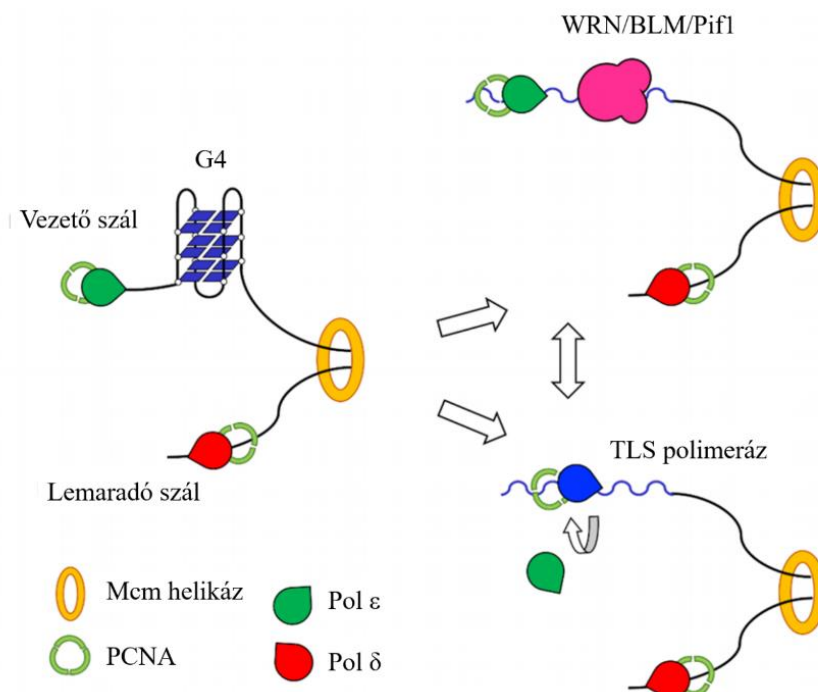 WRN/BLM/Pif1
G4
Vezető szál
TLS polimeráz
Lemaradó szál
Mcm helikáz
Pol ε
PCNA
Pol δ